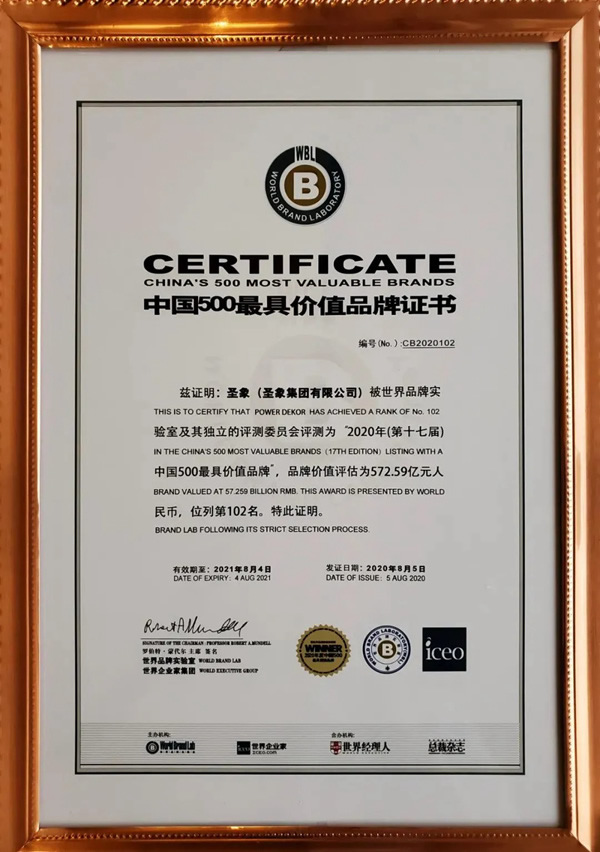 WBL
B
WORLD BRAND LABORATORY
CERTIFICATE
CHINA'S 500 MOST VALUABLE BRANDS
中国500最具价值品牌证书
编号(No.):CB2020102
兹证明：圣象（圣象集团有限公司）被世界品牌实
THIS IS TO CERTIFY THAT POWER DEKOR HAS ACHIEVED A RANK OF No. 102
验室及其独立的评测委员会评测为“2020年(第十七届)
IN THE CHINA'S 500 MOST VALUABLE BRANDS (17TH EDITION) LISTING WITH A
中国500最具价值品牌”，品牌价值评估为572.59亿元人
BRAND VALUED AT 57.259 BILLION RMB. THIS AWARD IS PRESENTED BY WORLD
民币，位列第102名。特此证明。
BRAND LAB FOLLOWING ITS STRICT SELECTION PROCESS.
有效期至：2021年8月4日 发证日期：2020年8月5日
DATE OF EXPIRY: 4 AUG 2021 DATE OF ISSUE: 5 AUG 2020
SIGNATURE OF THE CHAIRMAN: PROFESSOR ROBERT A.MUNDELL
罗伯特·蒙代尔 主席 签名
世界品牌实验室 WORLD BRAND LAB
世界企业家集团 WORLD EXECUTIVE GROUP
WINNER
B
iceo
主办机构： 合办机构：
World Brand Lab 世界企业家 世界经理人 总裁杂志